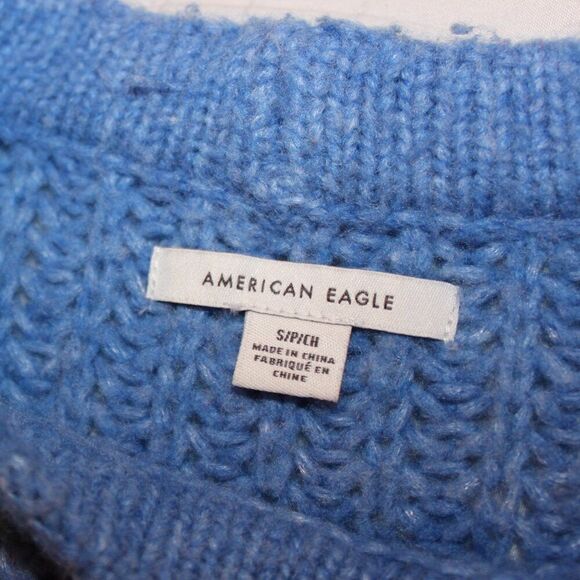 AMERICAN EAGLE
S/P/CH
MADE IN CHINA
FABRIQUÉ EN
CHINE